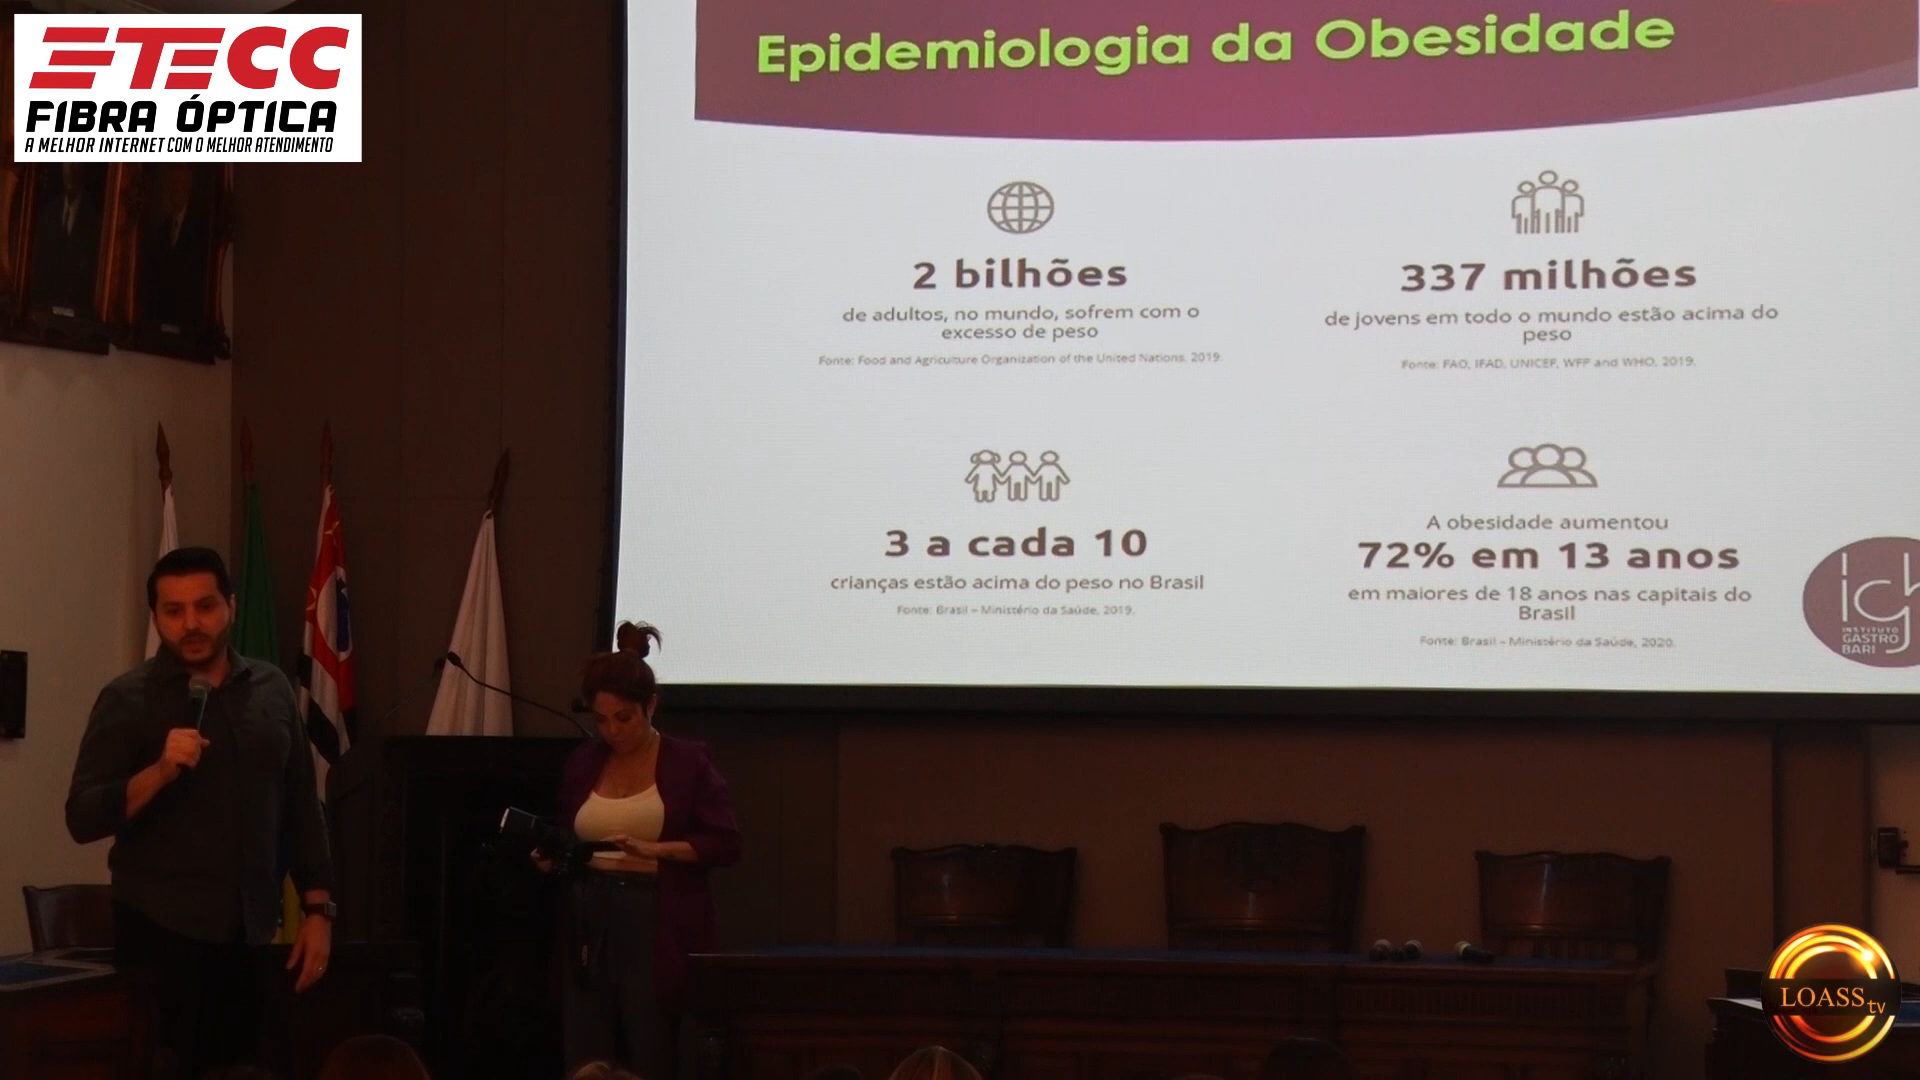 ETECC
FIBRA ÓPTICA
A MELHOR INTERNET COM O MELHOR ATENDIMENTO
Epidemiologia da Obesidade
2 bilhões
de adultos, no mundo, sofrem com o
excesso de peso
Fonte: Food and Agriculture Organization of the United Nations. 2019.
337 milhões
de jovens em todo o mundo estão acima do
peso
Fonte: FAO, IFAD, UNICEF, WFP and WHO, 2019.
3 a cada 10
crianças estão acima do peso no Brasil
Fonte: Brasil – Ministério da Saúde, 2019.
A obesidade aumentou
72% em 13 anos
em maiores de 18 anos nas capitais do
Brasil
Fonte: Brasil – Ministério da Saúde, 2020.
INSTITUTO
GASTRO
BARI
LOASS tv